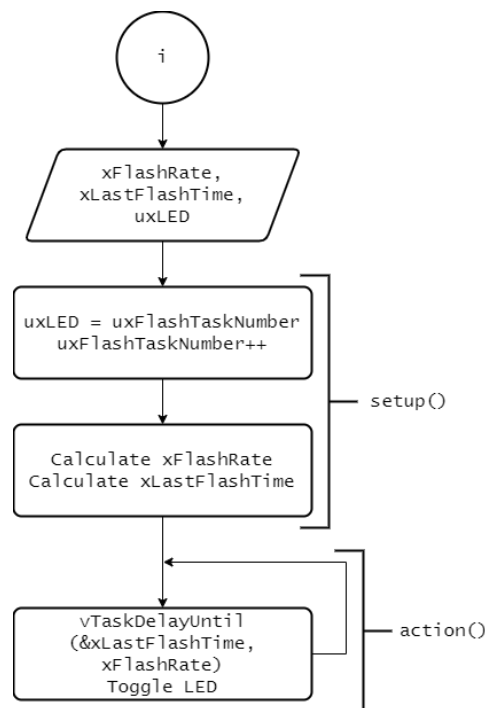 i
xFlashRate,
xLastFlashTime,
uxLED
uxLED = uxFlashTaskNumber
uxFlashTaskNumber++
setup()
Calculate xFlashRate
Calculate xLastFlashTime
vTaskDelayUntil
(&xLastFlashTime,
xFlashRate)
Toggle LED
action()